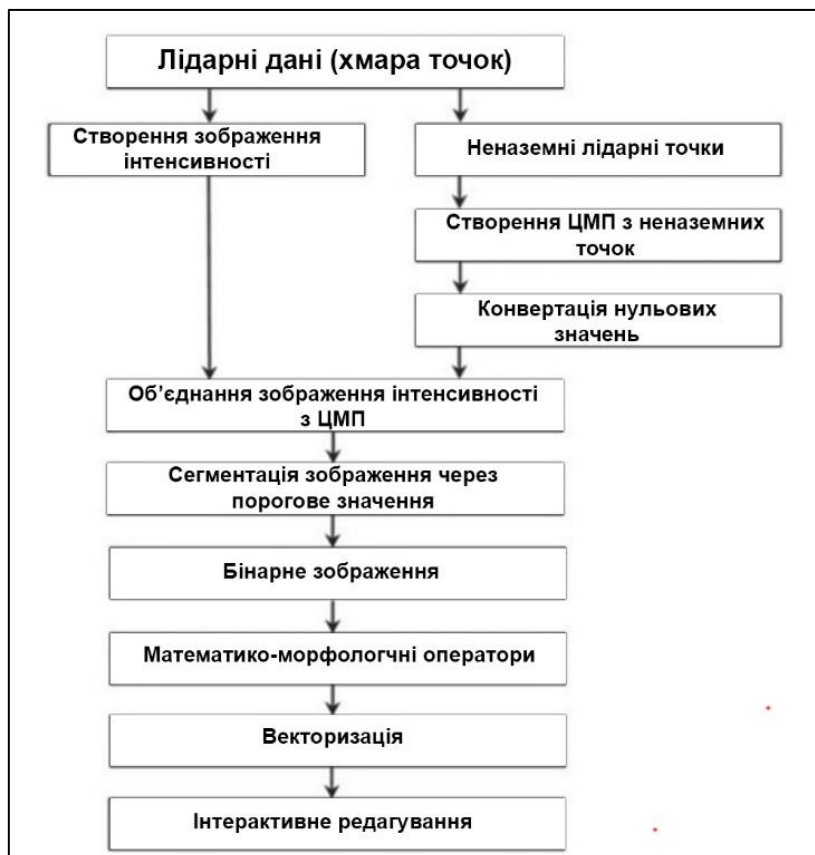 Лідарні дані (хмара точок)
Створення зображення
інтенсивності
Неназемні лідарні точки
Створення ЦМП з неназемних
точок
Конвертація нульових
значень
Об’єднання зображення інтенсивності
з ЦМП
Сегментація зображення через
порогове значення
Бінарне зображення
Математико-морфологчні оператори
Векторизація
Інтерактивне редагування